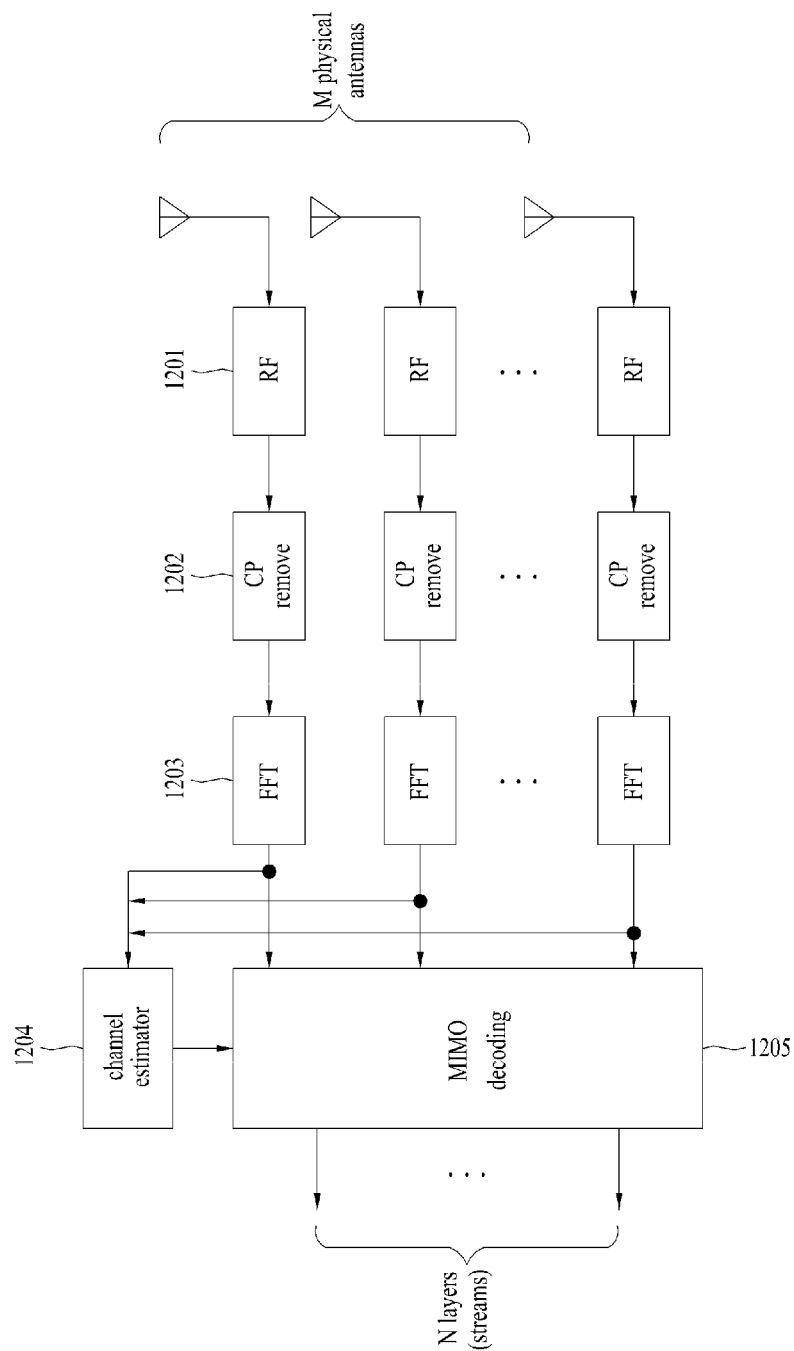 M physical
antennas
1201
RF
RF
. . .
RF
1202
CP
remove
CP
remove
. . .
CP
remove
1203
FFT
FFT
. . .
FFT
1204
channel
estimator
MIMO
decoding
1205
. . .
N layers
(streams)